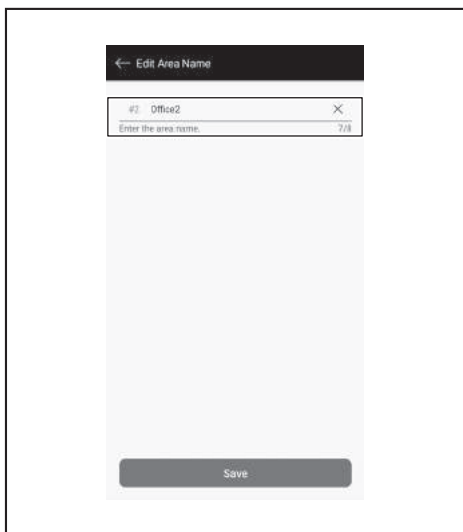 ← Edit Area Name
#2 Office2 ×
Enter the area name. 7/8
Save